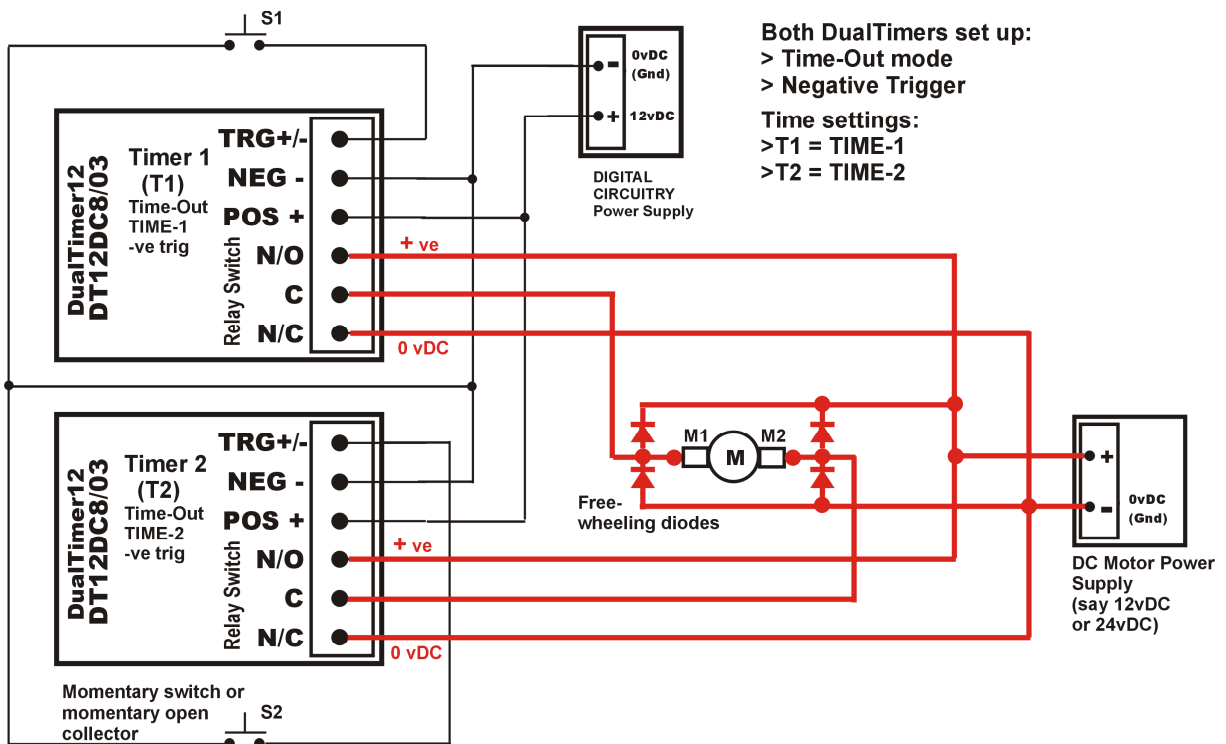 S1
0vDC
(Gnd)
12vDC
-
+
DIGITAL
CIRCUITRY
Power Supply
Both DualTimers set up:
> Time-Out mode
> Negative Trigger
Time settings:
>T1 = TIME-1
>T2 = TIME-2
DualTimer12
DT12DC8/03
Timer 1
(T1)
Time-Out
TIME-1
-ve trig
Relay Switch
TRG+/-
NEG -
POS +
N/O
C
N/C
+ ve
0 vDC
DualTimer12
DT12DC8/03
Timer 2
(T2)
Time-Out
TIME-2
-ve trig
Relay Switch
TRG+/-
NEG -
POS +
N/O
C
N/C
+ ve
0 vDC
M1
M
M2
Free-
wheeling diodes
+
-
0vDC
(Gnd)
DC Motor Power
Supply
(say 12vDC
or 24vDC)
Momentary switch or
momentary open
collector
S2